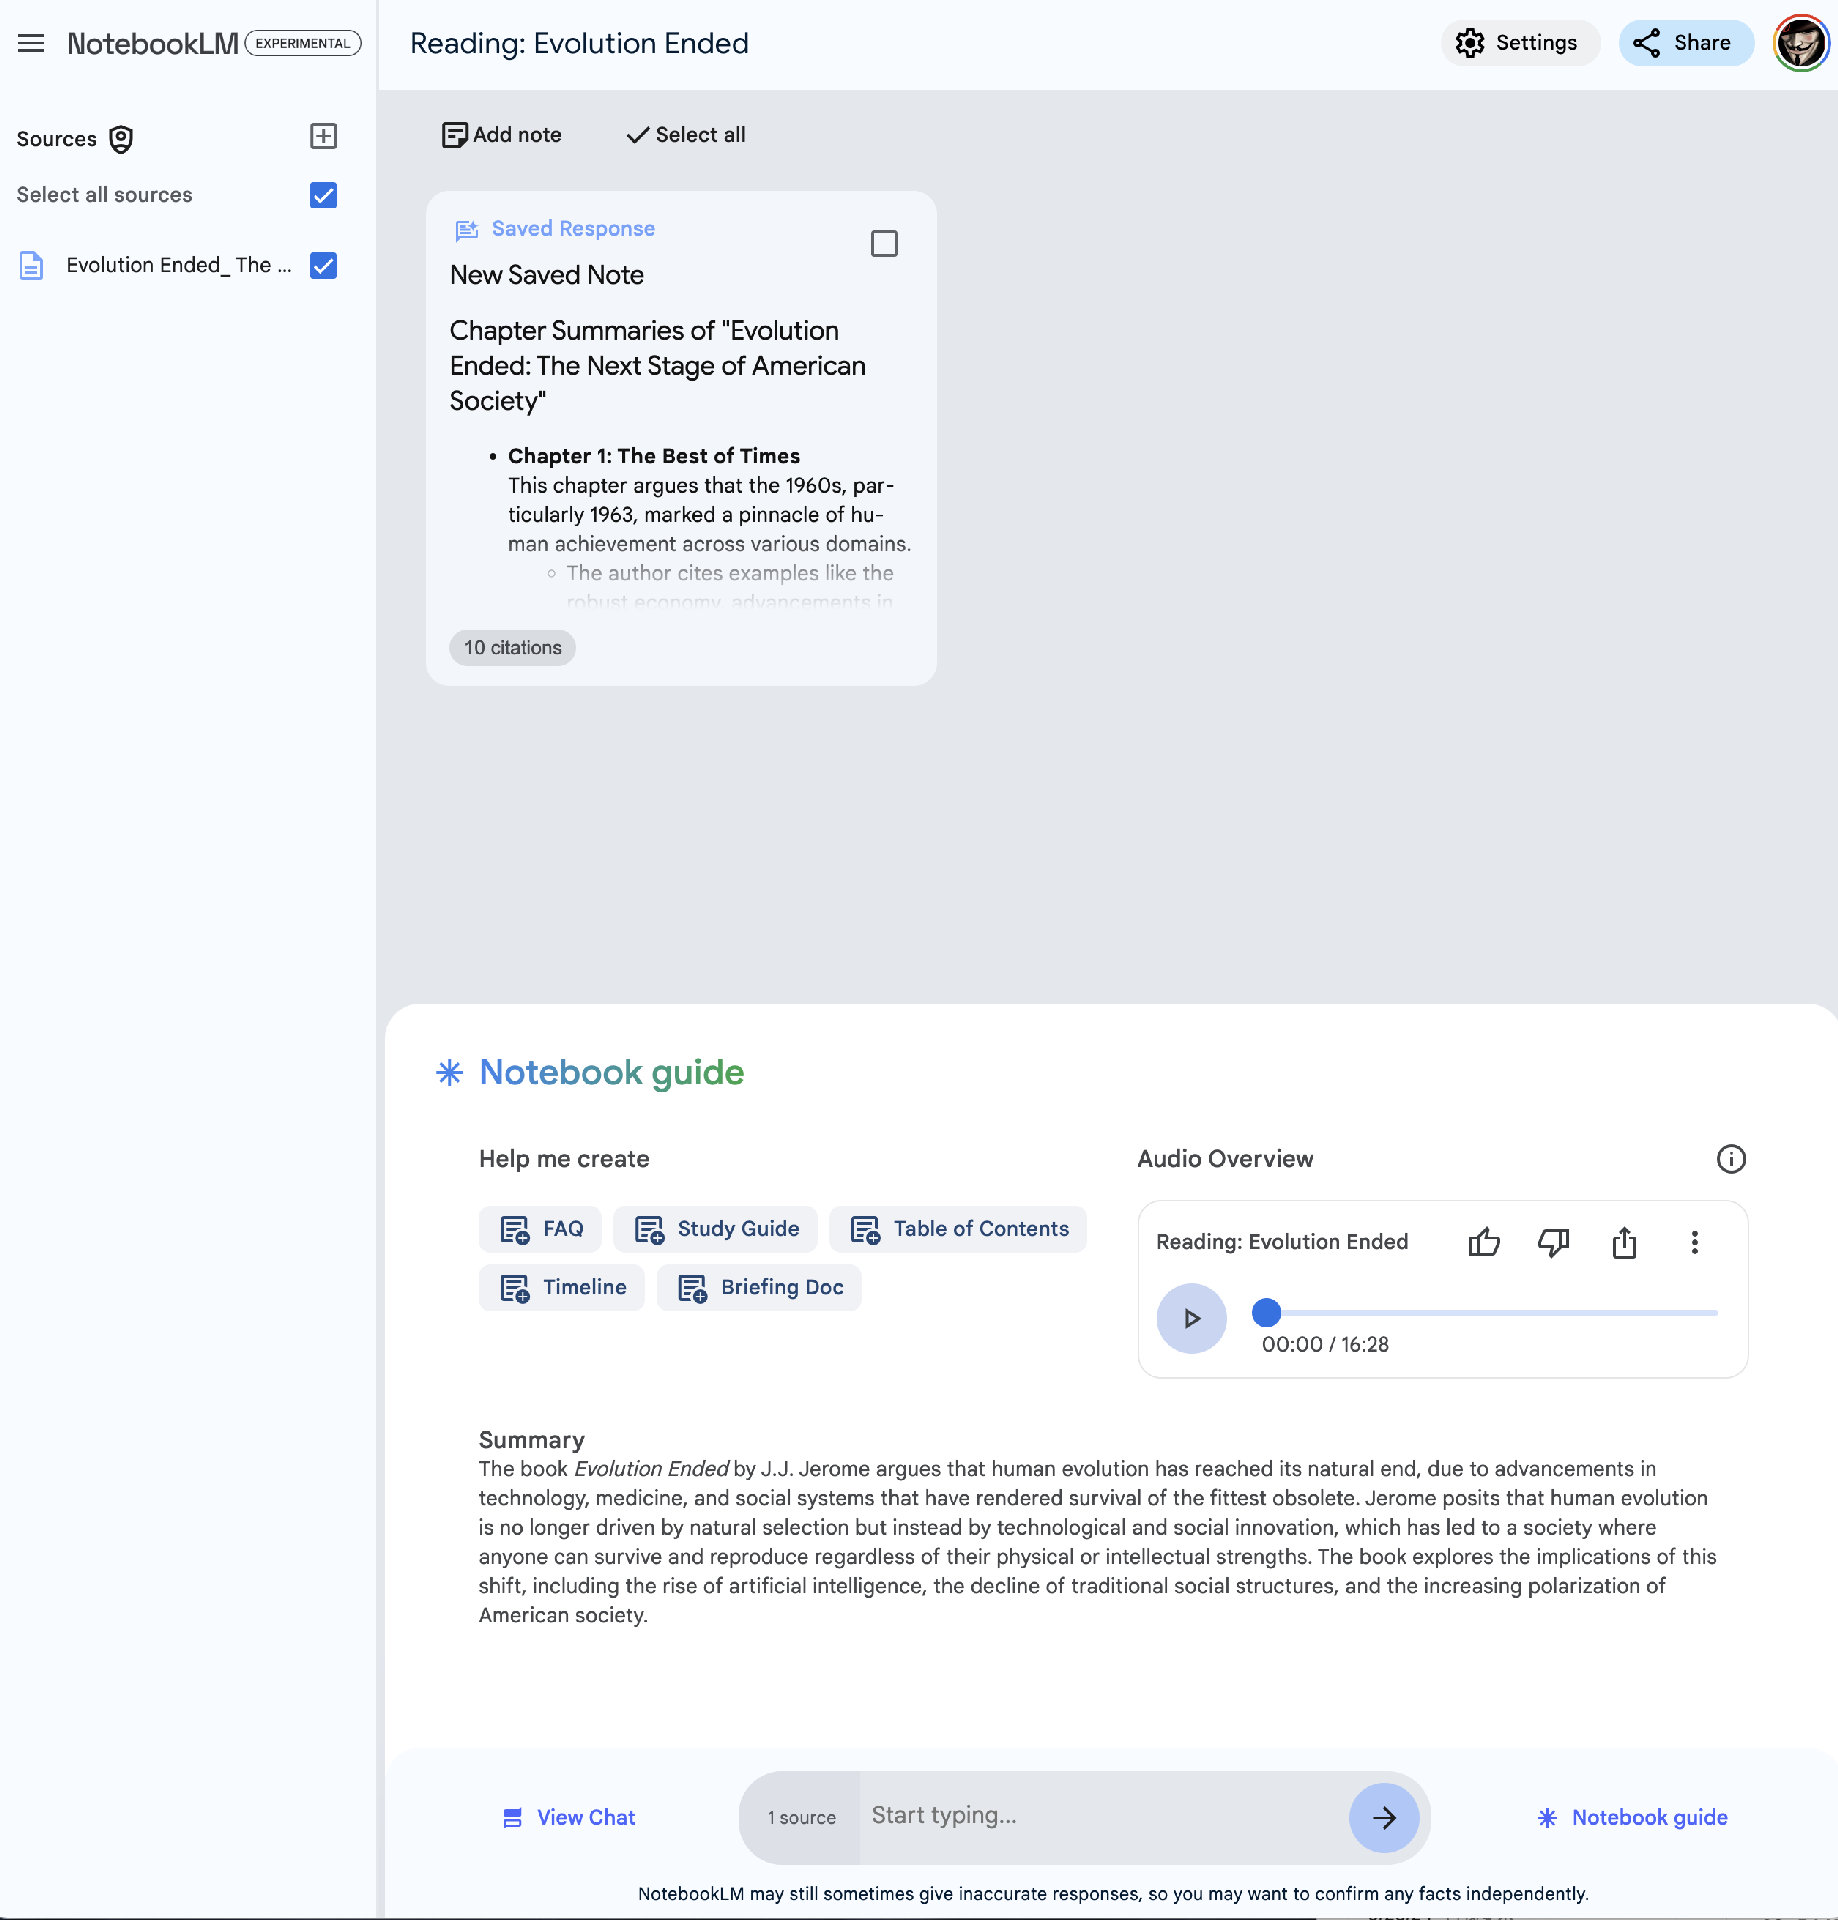 NotebookLM EXPERIMENTAL
Reading: Evolution Ended
Settings
Share
Sources
Select all sources
Evolution Ended_ The ...
Add note
Select all
Saved Response
New Saved Note
Chapter Summaries of "Evolution
Ended: The Next Stage of American
Society"
• Chapter 1: The Best of Times
This chapter argues that the 1960s, par-
ticularly 1963, marked a pinnacle of hu-
man achievement across various domains.
◦ The author cites examples like the
robust economy, advancements in
10 citations
Notebook guide
Help me create
FAQ
Study Guide
Table of Contents
Timeline
Briefing Doc
Audio Overview
Reading: Evolution Ended
00:00 / 16:28
Summary
The book Evolution Ended by J.J. Jerome argues that human evolution has reached its natural end, due to advancements in
technology, medicine, and social systems that have rendered survival of the fittest obsolete. Jerome posits that human evolution
is no longer driven by natural selection but instead by technological and social innovation, which has led to a society where
anyone can survive and reproduce regardless of their physical or intellectual strengths. The book explores the implications of this
shift, including the rise of artificial intelligence, the decline of traditional social structures, and the increasing polarization of
American society.
View Chat
1 source
Start typing...
Notebook guide
NotebookLM may still sometimes give inaccurate responses, so you may want to confirm any facts independently.